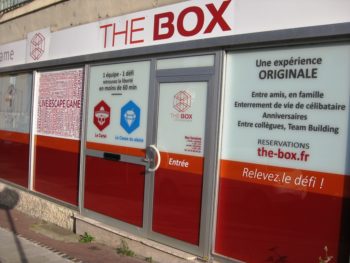 THE BOX
LIVE ESCAPE GAME
1 équipe - 1 défi
retrouvez la liberté
en moins de 60 min
THE BOX
Entrée
Une expérience
ORIGINALE
Entre amis, en famille
Enterrement de vie de célibataire
Anniversaires
Entre collègues, Team Building
RESERVATIONS
the-box.fr
Relevez le défi !